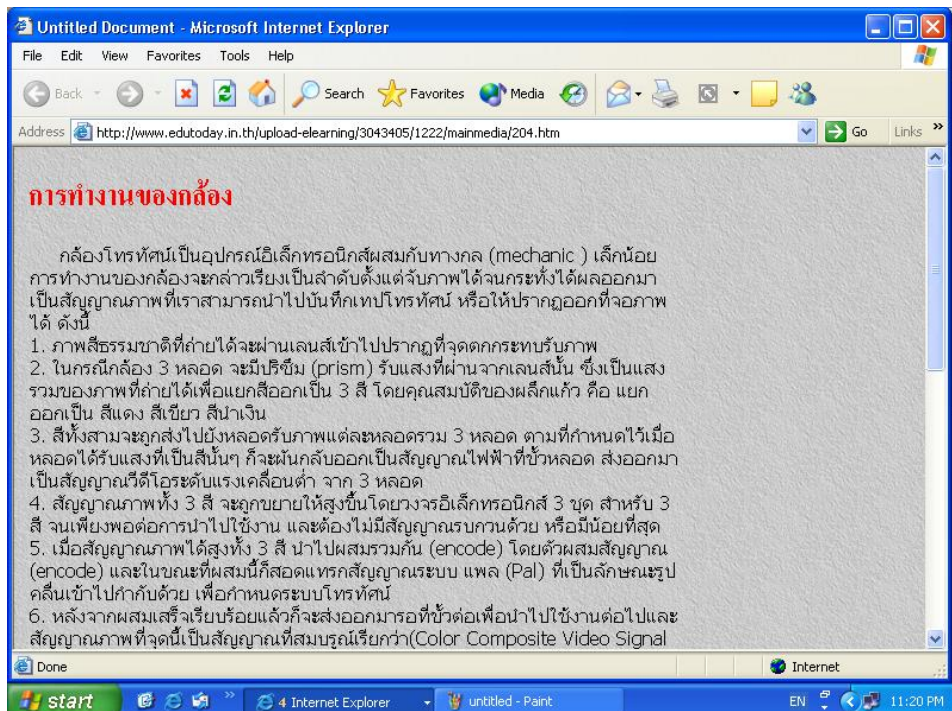 Untitled Document - Microsoft Internet Explorer
File Edit View Favorites Tools Help
Back Search Favorites Media
Address http://www.edutoday.in.th/upload-elearning/3043405/1222/mainmedia/204.htm Go Links »
การทำงานของกล้อง
กล้องโทรทัศน์เป็นอุปกรณ์อิเล็กทรอนิกส์ผสมกับทางกล (mechanic ) เล็กน้อย
การทำงานของกล้องจะกล่าวเรียงเป็นลำดับตั้งแต่จับภาพได้จนกระทั่งได้ผลออกมา
เป็นสัญญาณภาพที่เราสามารถนำไปบันทึกเทปโทรทัศน์ หรือให้ปรากฏออกที่จอภาพ
ได้ ดังนี้
1. ภาพสีธรรมชาติที่ถ่ายได้จะผ่านเลนส์เข้าไปปรากฏที่จุดตกกระทบรับภาพ
2. ในกรณีกล้อง 3 หลอด จะมีปริซึม (prism) รับแสงที่ผ่านจากเลนส์นั้น ซึ่งเป็นแสง
รวมของภาพที่ถ่ายได้เพื่อแยกสีออกเป็น 3 สี โดยคุณสมบัติของผลึกแก้ว คือ แยก
ออกเป็น สีแดง สีเขียว สีนำเงิน
3. สีทั้งสามจะถูกส่งไปยังหลอดรับภาพแต่ละหลอดรวม 3 หลอด ตามที่กำหนดไว้เมื่อ
หลอดได้รับแสงที่เป็นสีนั้นๆ ก็จะผันกลับออกเป็นสัญญาณไฟฟ้าที่ขั้วหลอด ส่งออกมา
เป็นสัญญาณวีดีโอระดับแรงเคลื่อนต่ำ จาก 3 หลอด
4. สัญญาณภาพทั้ง 3 สี จะถูกขยายให้สูงขึ้นโดยวงจรอิเล็กทรอนิกส์ 3 ชุด สำหรับ 3
สี จนเพียงพอต่อการนำไปใช้งาน และต้องไม่มีสัญญาณรบกวนด้วย หรือมีน้อยที่สุด
5. เมื่อสัญญาณภาพได้สูงทั้ง 3 สี นำไปผสมรวมกัน (encode) โดยตัวผสมสัญญาณ
(encode) และในขณะที่ผสมนี้ก็สอดแทรกสัญญาณระบบ แพล (Pal) ที่เป็นลักษณะรูป
คลื่นเข้าไปกำกับด้วย เพื่อกำหนดระบบโทรทัศน์
6. หลังจากผสมเสร็จเรียบร้อยแล้วก็จะส่งออกมารอที่ขั้วต่อเพื่อนำไปใช้งานต่อไปและ
สัญญาณภาพที่จุดนี้เป็นสัญญาณที่สมบรูณ์เรียกว่า(Color Composite Video Signal
Done Internet
start » 4 Internet Explorer untitled - Paint EN 11:20 PM